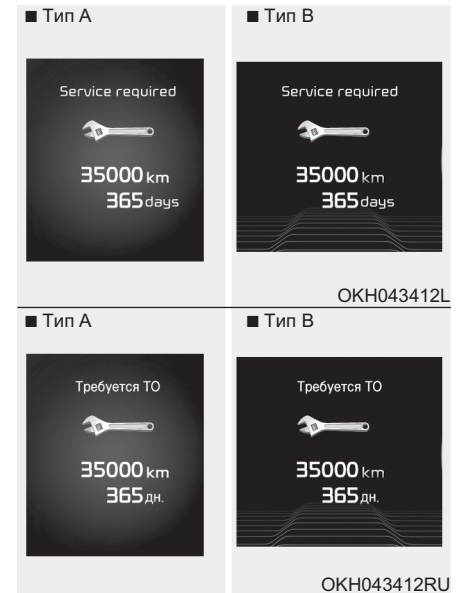 ■ Тип А
■ Тип В
Service required
Service required
35000 km
35000 km
365 days
365 days
OKH043412L
■ Тип А
■ Тип В
Требуется ТО
Требуется ТО
35000 km
35000 km
365 дн.
365 дн.
OKH043412RU